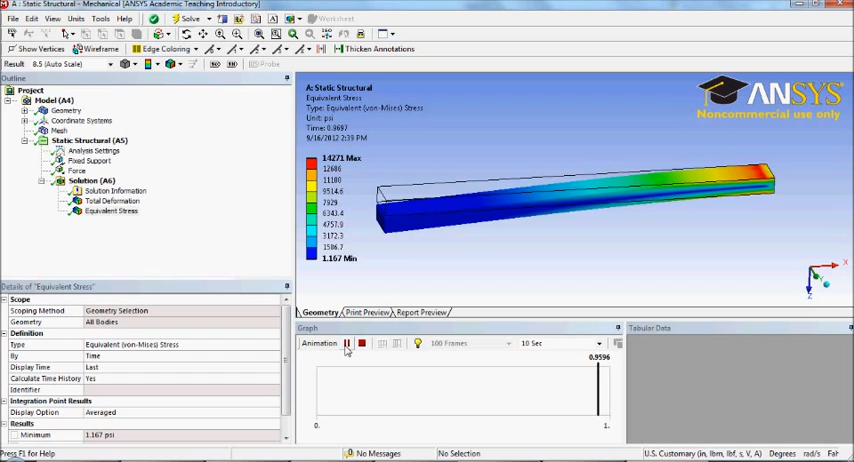 A : Static Structural - Mechanical [ANSYS Academic Teaching Introductory]
File Edit View Units Tools Help Solve Worksheet
Show Vertices Wireframe Edge Coloring Thicken Annotations
Result 8.5 (Auto Scale) Probe
Outline
Project
Model (A4)
Geometry
Coordinate Systems
Mesh
Static Structural (A5)
Analysis Settings
Fixed Support
Force
Solution (A6)
Solution Information
Total Deformation
Equivalent Stress
A: Static Structural
Equivalent Stress
Type: Equivalent (von-Mises) Stress
Unit: psi
Time: 0.9697
9/16/2012 2:39 PM
14271 Max
12686
11100
9514.6
7929
6343.4
4757.9
3172.3
1586.7
1.167 Min
ANSYS
Noncommercial use only
X
Y
Z
Geometry Print Preview Report Preview
Details of "Equivalent Stress"
Scope
Scoping Method Geometry Selection
Geometry All Bodies
Definition
Type Equivalent (von-Mises) Stress
By Time
Display Time Last
Calculate Time History Yes
Identifier
Integration Point Results
Display Option Averaged
Results
Minimum 1.167 psi
Graph
Animation 100 Frames 10 Sec
0.9596
0. 1.
Tabular Data
Press F1 for Help No Messages No Selection U.S. Customary (in, lbm, lbf, s, V, A) Degrees rad/s Fah